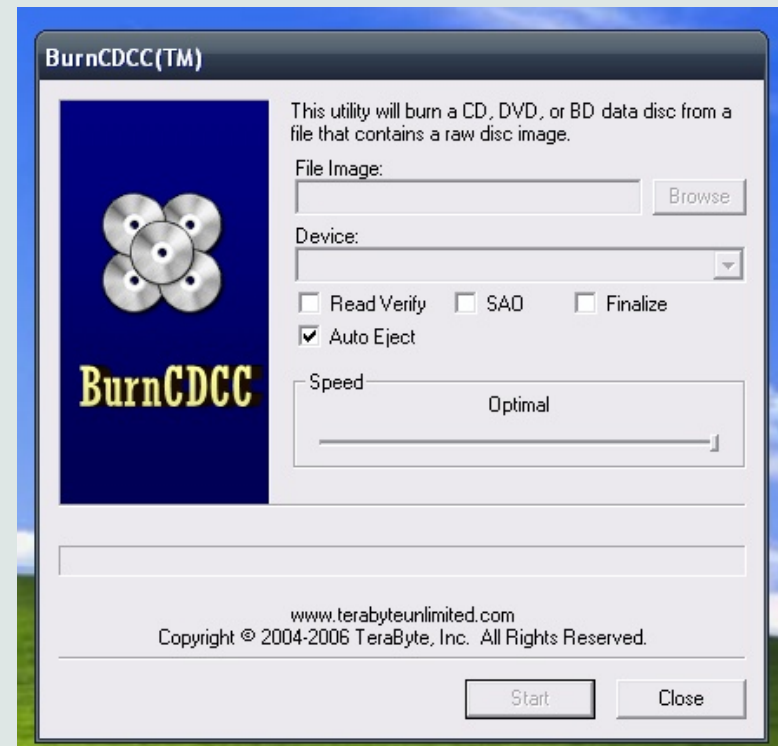 BurnCDCC(TM)
This utility will burn a CD, DVD, or BD data disc from a
file that contains a raw disc image.
File Image:
Browse
Device:
Read Verify SAO Finalize
Auto Eject
BurnCDCC
Speed
Optimal
www.terabyteunlimited.com
Copyright © 2004-2006 TeraByte, Inc. All Rights Reserved.
Start Close